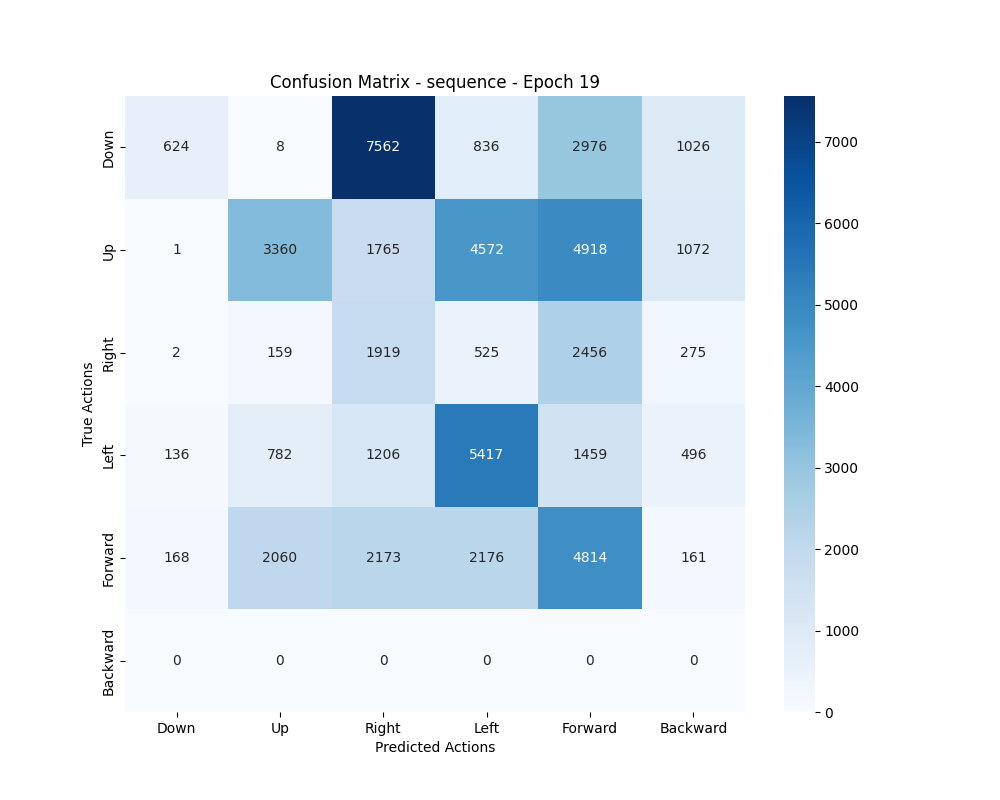 Confusion Matrix - sequence - Epoch 19
True Actions
Down 624 8 7562 836 2976 1026
Up 1 3360 1765 4572 4918 1072
Right 2 159 1919 525 2456 275
Left 136 782 1206 5417 1459 496
Forward 168 2060 2173 2176 4814 161
Backward 0 0 0 0 0 0
Down Up Right Left Forward Backward
Predicted Actions
7000
6000
5000
4000
3000
2000
1000
0